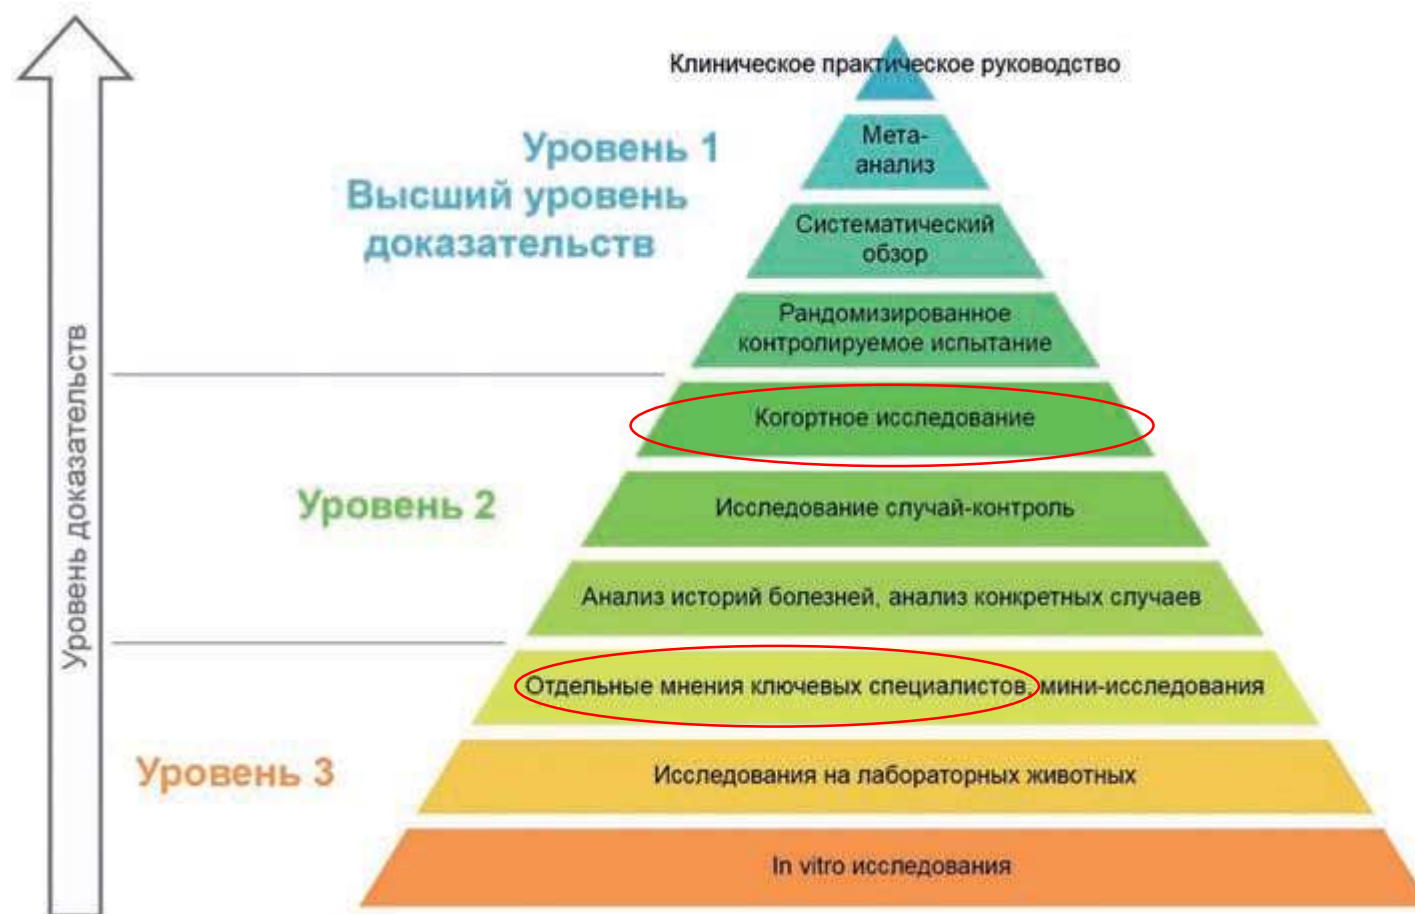 Клиническое практическое руководство
Уровень 1
Высший уровень
доказательств
Мета-
анализ
Систематический
обзор
Рандомизированное
контролируемое испытание
Уровень доказательств
Когортное исследование
Уровень 2
Исследование случай-контроль
Анализ историй болезней, анализ конкретных случаев
Отдельные мнения ключевых специалистов, мини-исследования
Уровень 3
Исследования на лабораторных животных
In vitro исследования